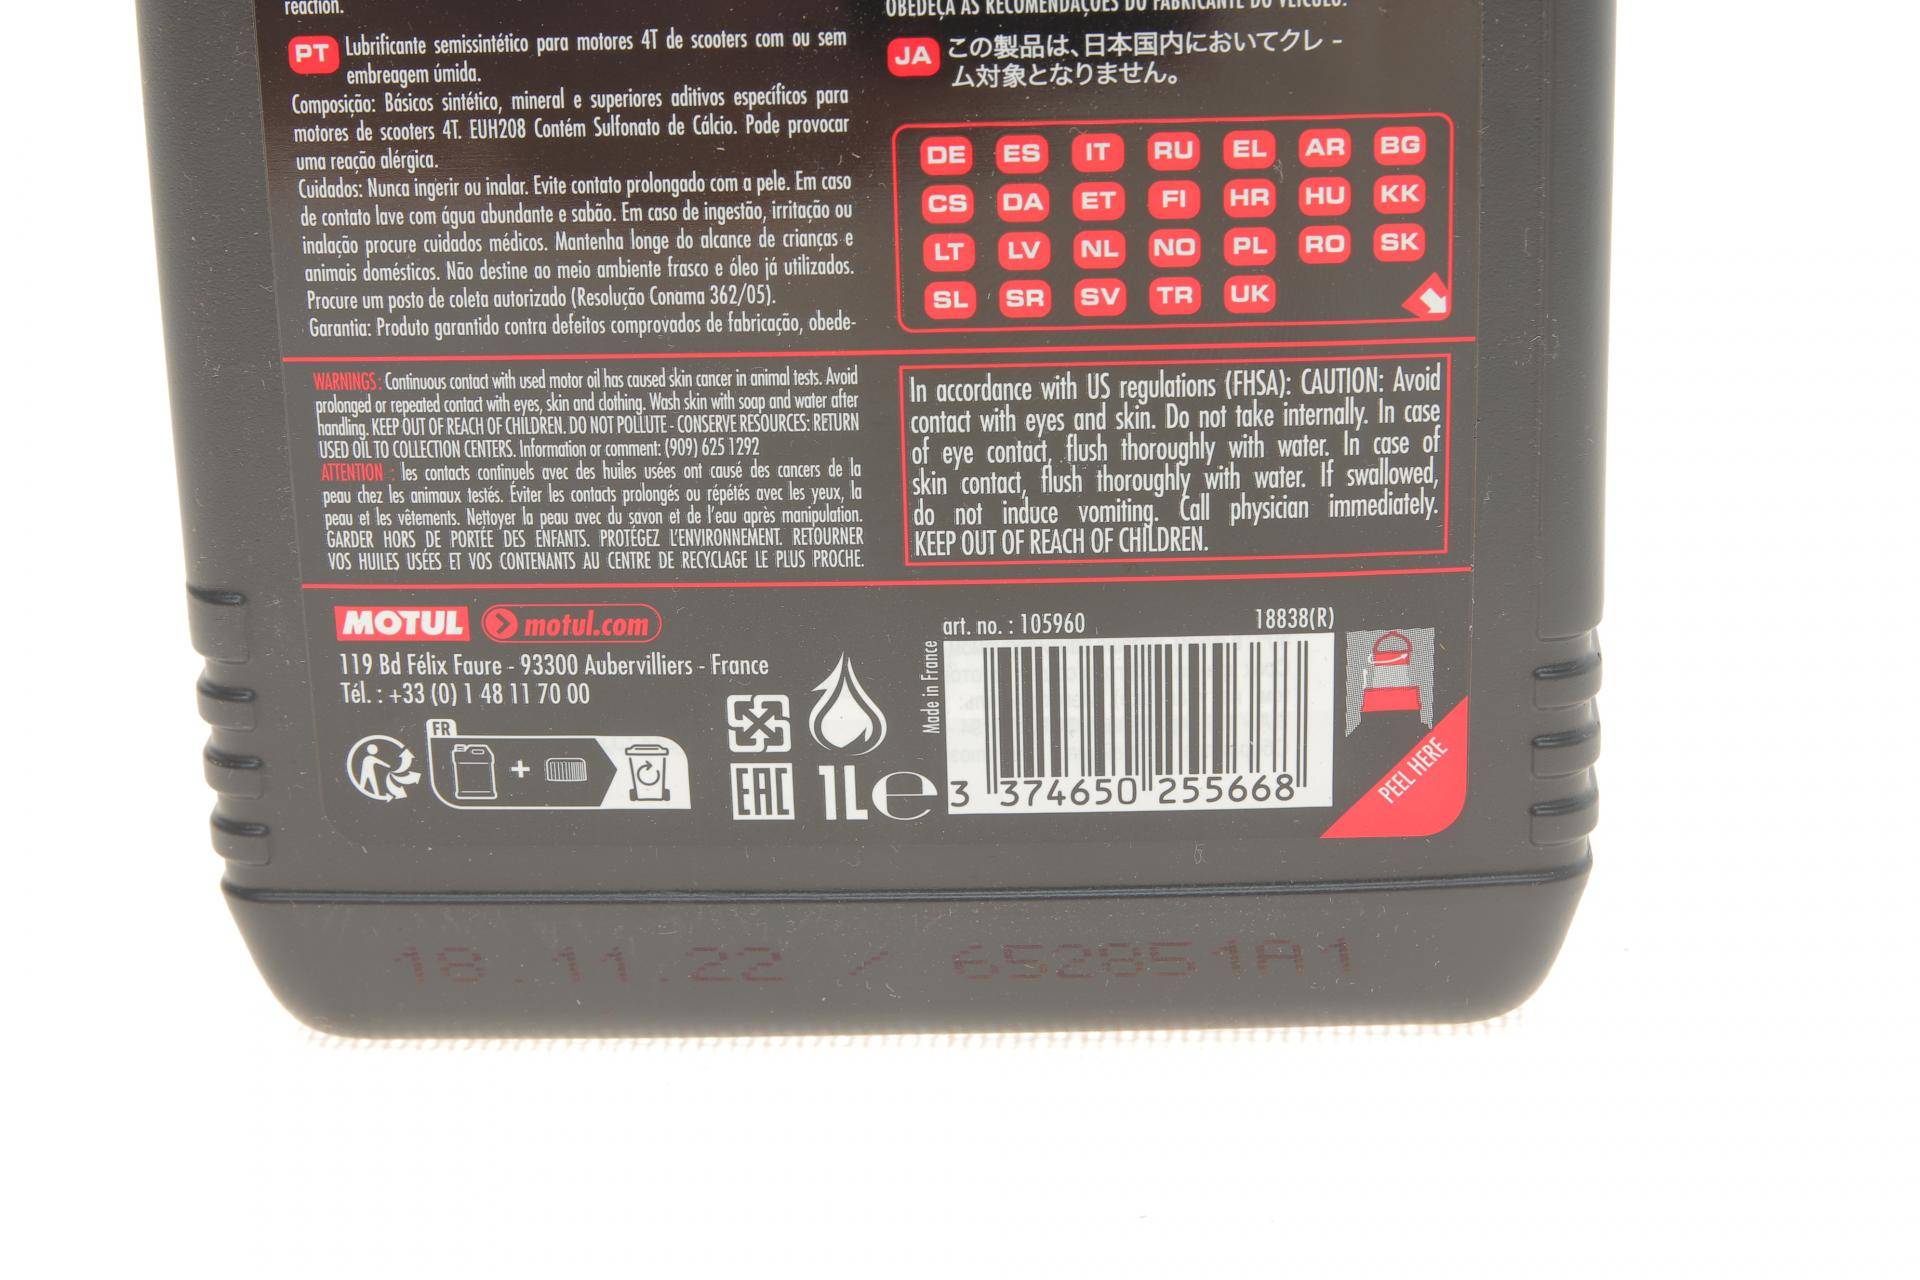 reaction.
PT Lubrificante semissintético para motores 4T de scooters com ou sem
embreagem úmida.
Composição: Básicos sintético, mineral e superiores aditivos específicos para
motores de scooters 4T. EUH208 Contém Sulfonato de Cálcio. Pode provocar
uma reação alérgica.
Cuidados: Nunca ingerir ou inalar. Evite contato prolongado com a pele. Em caso
de contato lave com água abundante e sabão. Em caso de ingestão, irritação ou
inalação procure cuidados médicos. Mantenha longe do alcance de crianças e
animais domésticos. Não destine ao meio ambiente frasco e óleo já utilizados.
Procure um posto de coleta autorizado (Resolução Conama 362/05).
Garantia: Produto garantido contra defeitos comprovados de fabricação, obede-
OBEDEÇA AS RECOMENDAÇÕES DO FABRICANTE DO VEÍCULO.
JA この製品は、日本国内においてクレ -
ム対象となりません。
DE ES IT RU EL AR BG
CS DA ET FI HR HU KK
LT LV NL NO PL RO SK
SL SR SV TR UK
WARNINGS: Continuous contact with used motor oil has caused skin cancer in animal tests. Avoid
prolonged or repeated contact with eyes, skin and clothing. Wash skin with soap and water after
handling. KEEP OUT OF REACH OF CHILDREN. DO NOT POLLUTE - CONSERVE RESOURCES: RETURN
USED OIL TO COLLECTION CENTERS. Information or comment: (909) 625 1292
ATTENTION : les contacts continuels avec des huiles usées ont causé des cancers de la
peau chez les animaux testés. Éviter les contacts prolongés ou répétés avec les yeux, la
peau et les vêtements. Nettoyer la peau avec du savon et de l'eau après manipulation.
GARDER HORS DE PORTÉE DES ENFANTS. PROTÉGEZ L'ENVIRONNEMENT. RETOURNER
VOS HUILES USÉES ET VOS CONTENANTS AU CENTRE DE RECYCLAGE LE PLUS PROCHE.
In accordance with US regulations (FHSA): CAUTION: Avoid
contact with eyes and skin. Do not take internally. In case
of eye contact, flush thoroughly with water. In case of
skin contact, flush thoroughly with water. If swallowed,
do not induce vomiting. Call physician immediately.
KEEP OUT OF REACH OF CHILDREN.
MOTUL motul.com
119 Bd Félix Faure - 93300 Aubervilliers - France
Tél. : +33 (0) 1 48 11 70 00
FR
+
EAC 1L e
art. no. : 105960 18838(R)
Made in France
3 374650 255668
PEEL HERE
18.11.22 / 652851A1